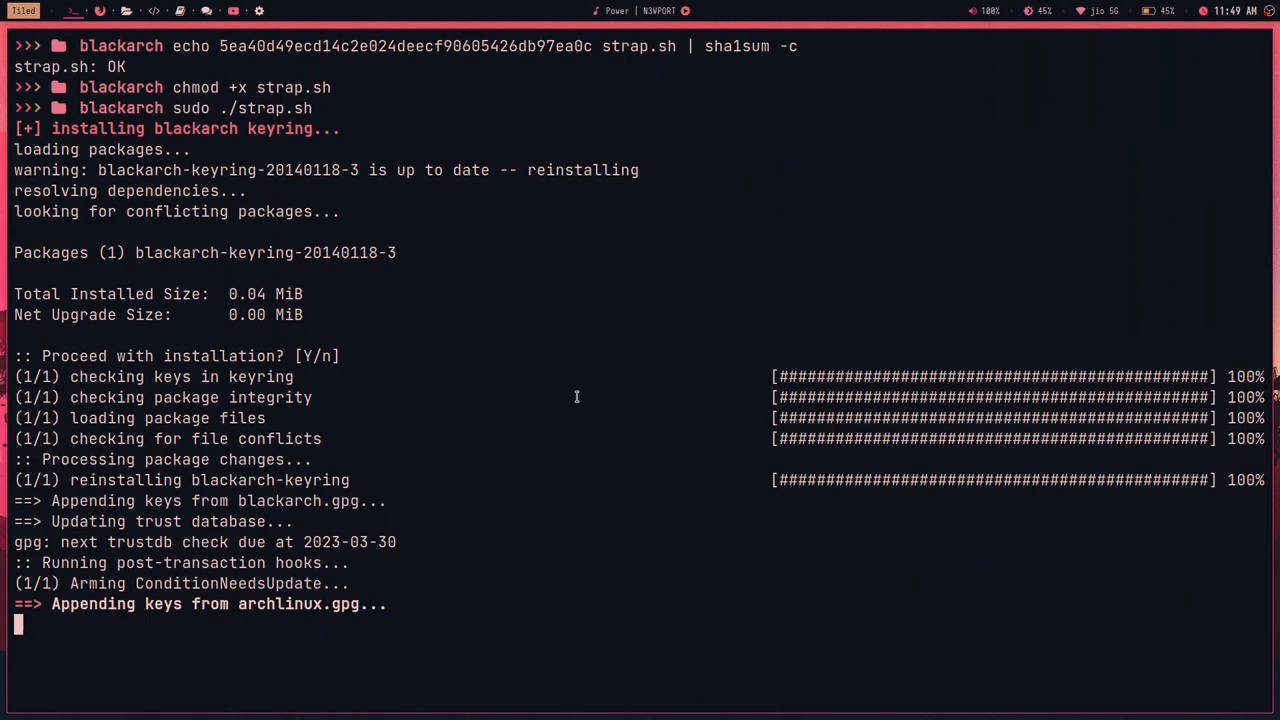 Tiled
Power | N3WPORT
100%
45%
jio 5G
45%
11:49 AM
>>> blackarch echo 5ea40d49ecd14c2e024deecf90605426db97ea0c strap.sh | sha1sum -c
strap.sh: OK
>>> blackarch chmod +x strap.sh
>>> blackarch sudo ./strap.sh
[+] installing blackarch keyring...
loading packages...
warning: blackarch-keyring-20140118-3 is up to date -- reinstalling
resolving dependencies...
looking for conflicting packages...
Packages (1) blackarch-keyring-20140118-3
Total Installed Size:  0.04 MiB
Net Upgrade Size:      0.00 MiB
:: Proceed with installation? [Y/n]
(1/1) checking keys in keyring [##############################################] 100%
(1/1) checking package integrity [##############################################] 100%
(1/1) loading package files [##############################################] 100%
(1/1) checking for file conflicts [##############################################] 100%
:: Processing package changes...
(1/1) reinstalling blackarch-keyring [##############################################] 100%
==> Appending keys from blackarch.gpg...
==> Updating trust database...
gpg: next trustdb check due at 2023-03-30
:: Running post-transaction hooks...
(1/1) Arming ConditionNeedsUpdate...
==> Appending keys from archlinux.gpg...